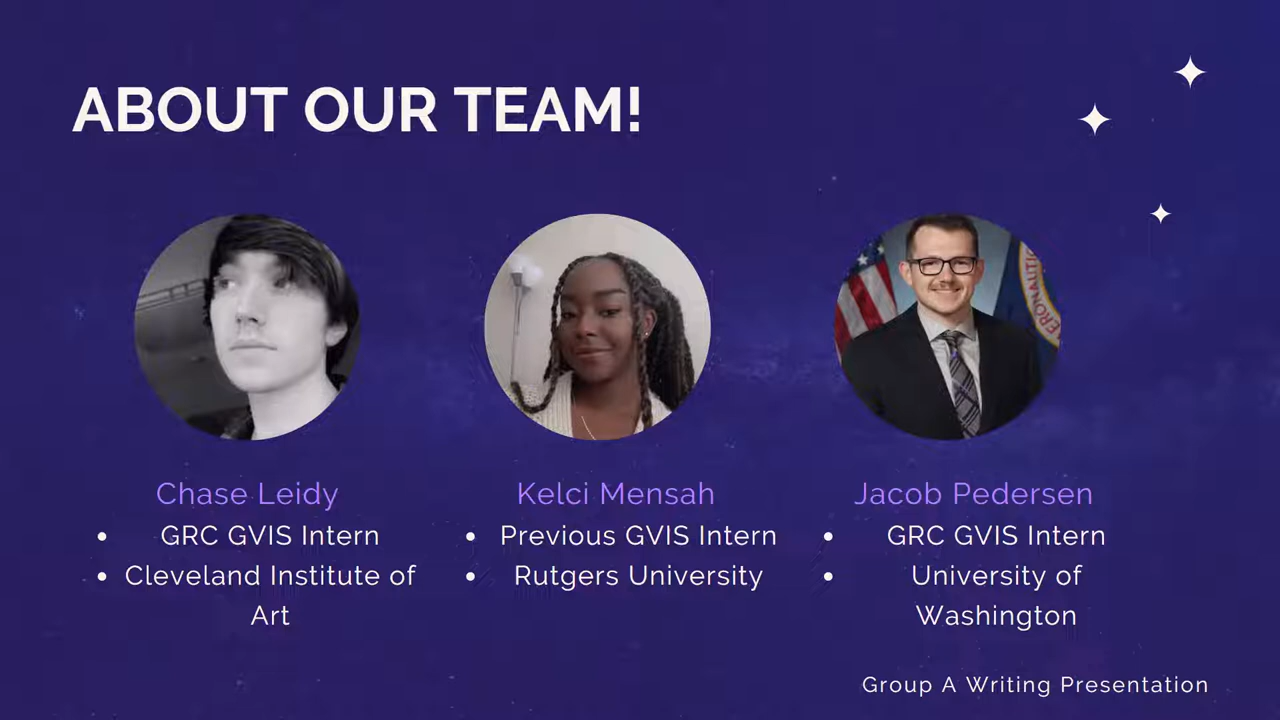 ABOUT OUR TEAM!
ERONAUTIC
Chase Leidy
• GRC GVIS Intern
• Cleveland Institute of
Art
Kelci Mensah
• Previous GVIS Intern
• Rutgers University
Jacob Pedersen
• GRC GVIS Intern
• University of
Washington
Group A Writing Presentation